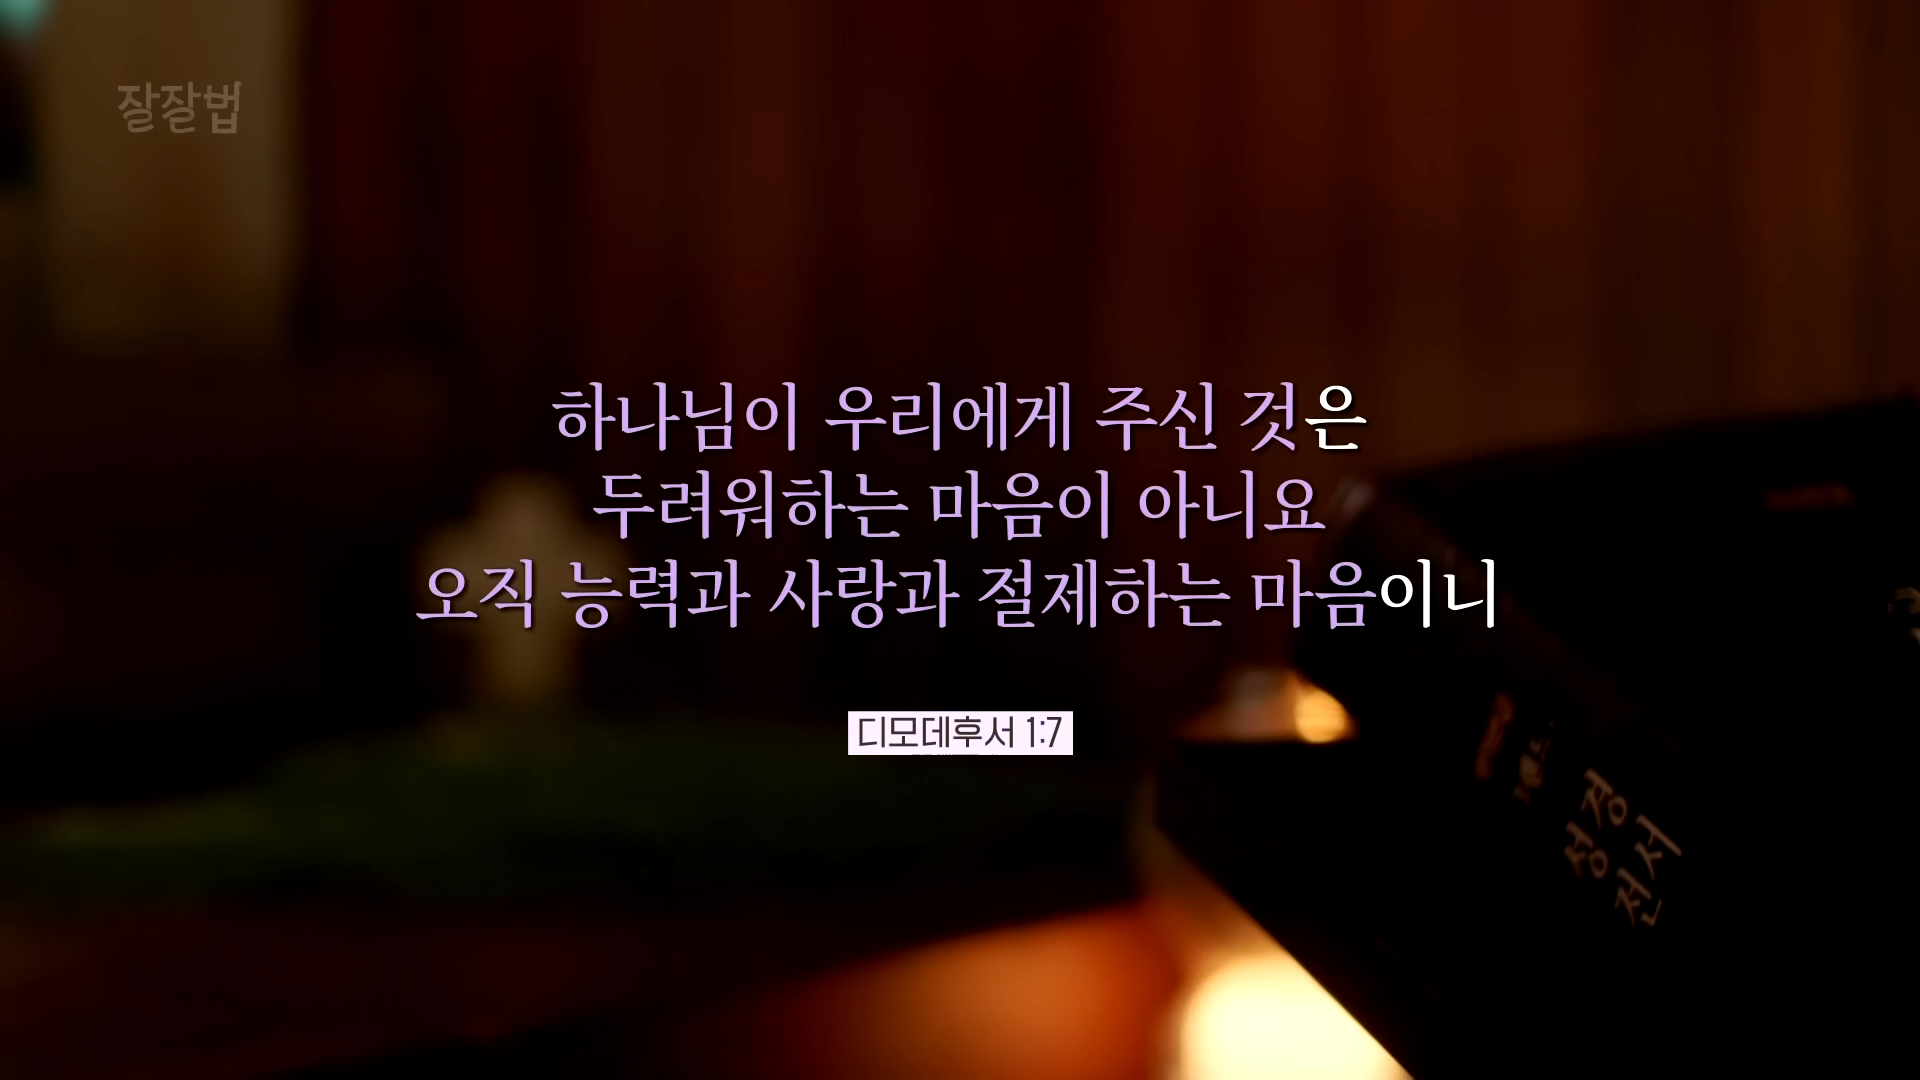 잘잘법
하나님이 우리에게 주신 것은
두려워하는 마음이 아니요
오직 능력과 사랑과 절제하는 마음이니
디모데후서 1:7
성경
전서